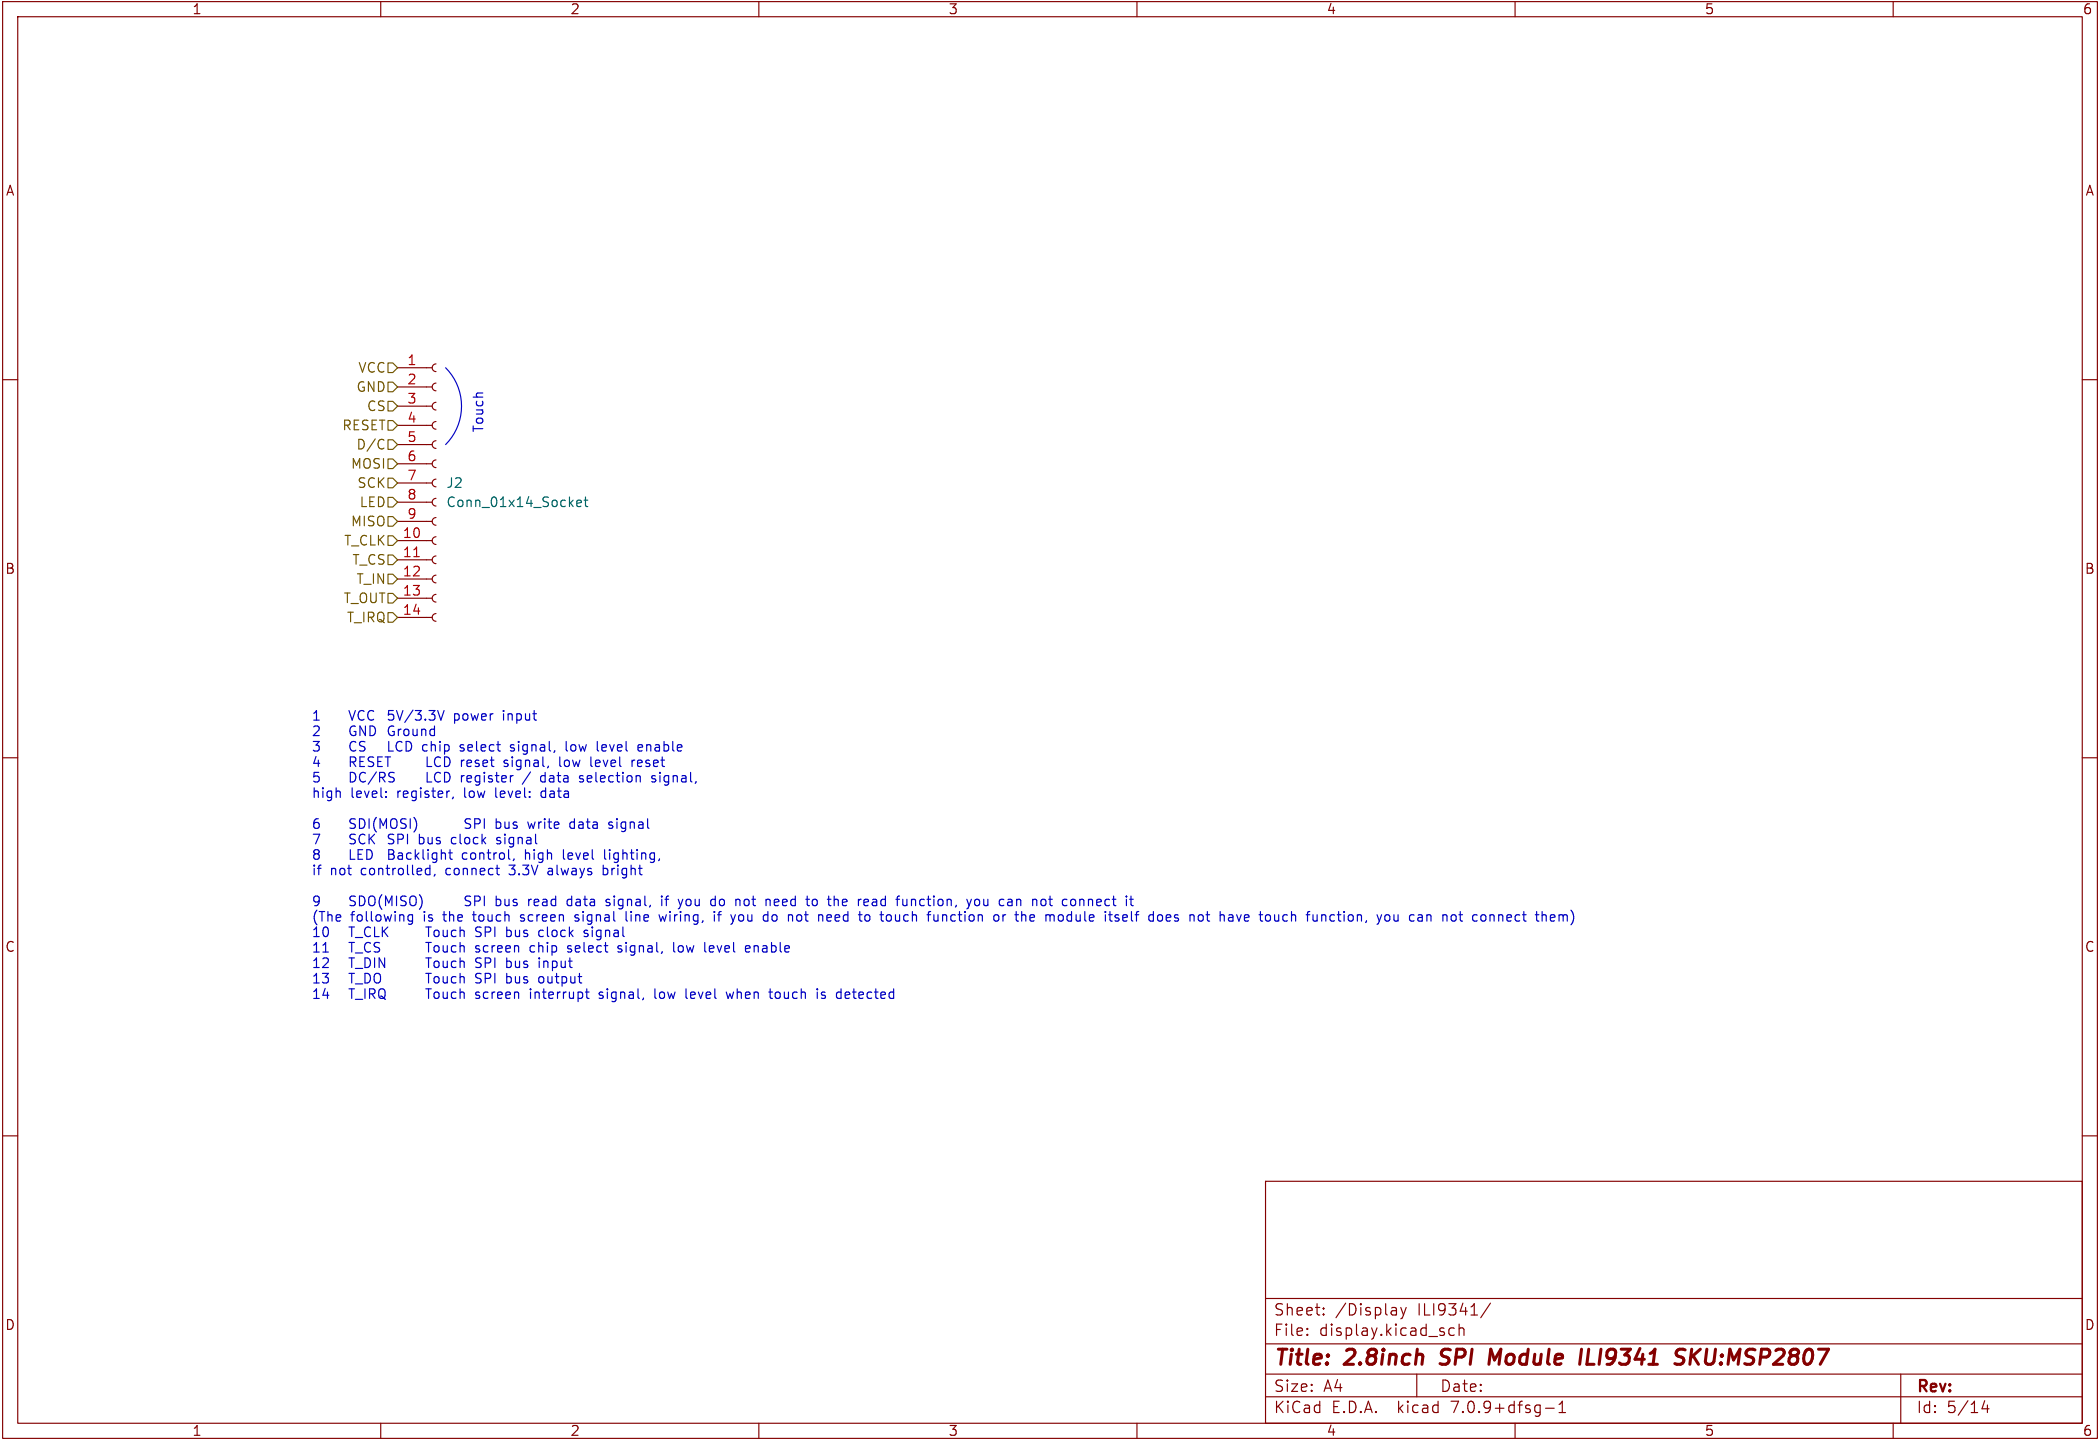 1 2 3 4 5 6
A A
VCC 1
GND 2
CS 3
RESET 4
D/C 5
Touch
MOSI 6
SCK 7 J2
LED 8 Conn_01x14_Socket
MISO 9
T_CLK 10
T_CS 11
T_IN 12
T_OUT 13
T_IRQ 14
B B
1 VCC 5V/3.3V power input
2 GND Ground
3 CS LCD chip select signal, low level enable
4 RESET LCD reset signal, low level reset
5 DC/RS LCD register / data selection signal,
high level: register, low level: data
6 SDI(MOSI) SPI bus write data signal
7 SCK SPI bus clock signal
8 LED Backlight control, high level lighting,
if not controlled, connect 3.3V always bright
9 SDO(MISO) SPI bus read data signal, if you do not need to the read function, you can not connect it
(The following is the touch screen signal line wiring, if you do not need to touch function or the module itself does not have touch function, you can not connect them)
10 T_CLK Touch SPI bus clock signal
11 T_CS Touch screen chip select signal, low level enable
12 T_DIN Touch SPI bus input
13 T_DO Touch SPI bus output
14 T_IRQ Touch screen interrupt signal, low level when touch is detected
C C
Sheet: /Display ILI9341/
File: display.kicad_sch
Title: 2.8inch SPI Module ILI9341 SKU:MSP2807
Size: A4 Date: Rev:
KiCad E.D.A. kicad 7.0.9+dfsg-1 Id: 5/14
D D
1 2 3 4 5 6